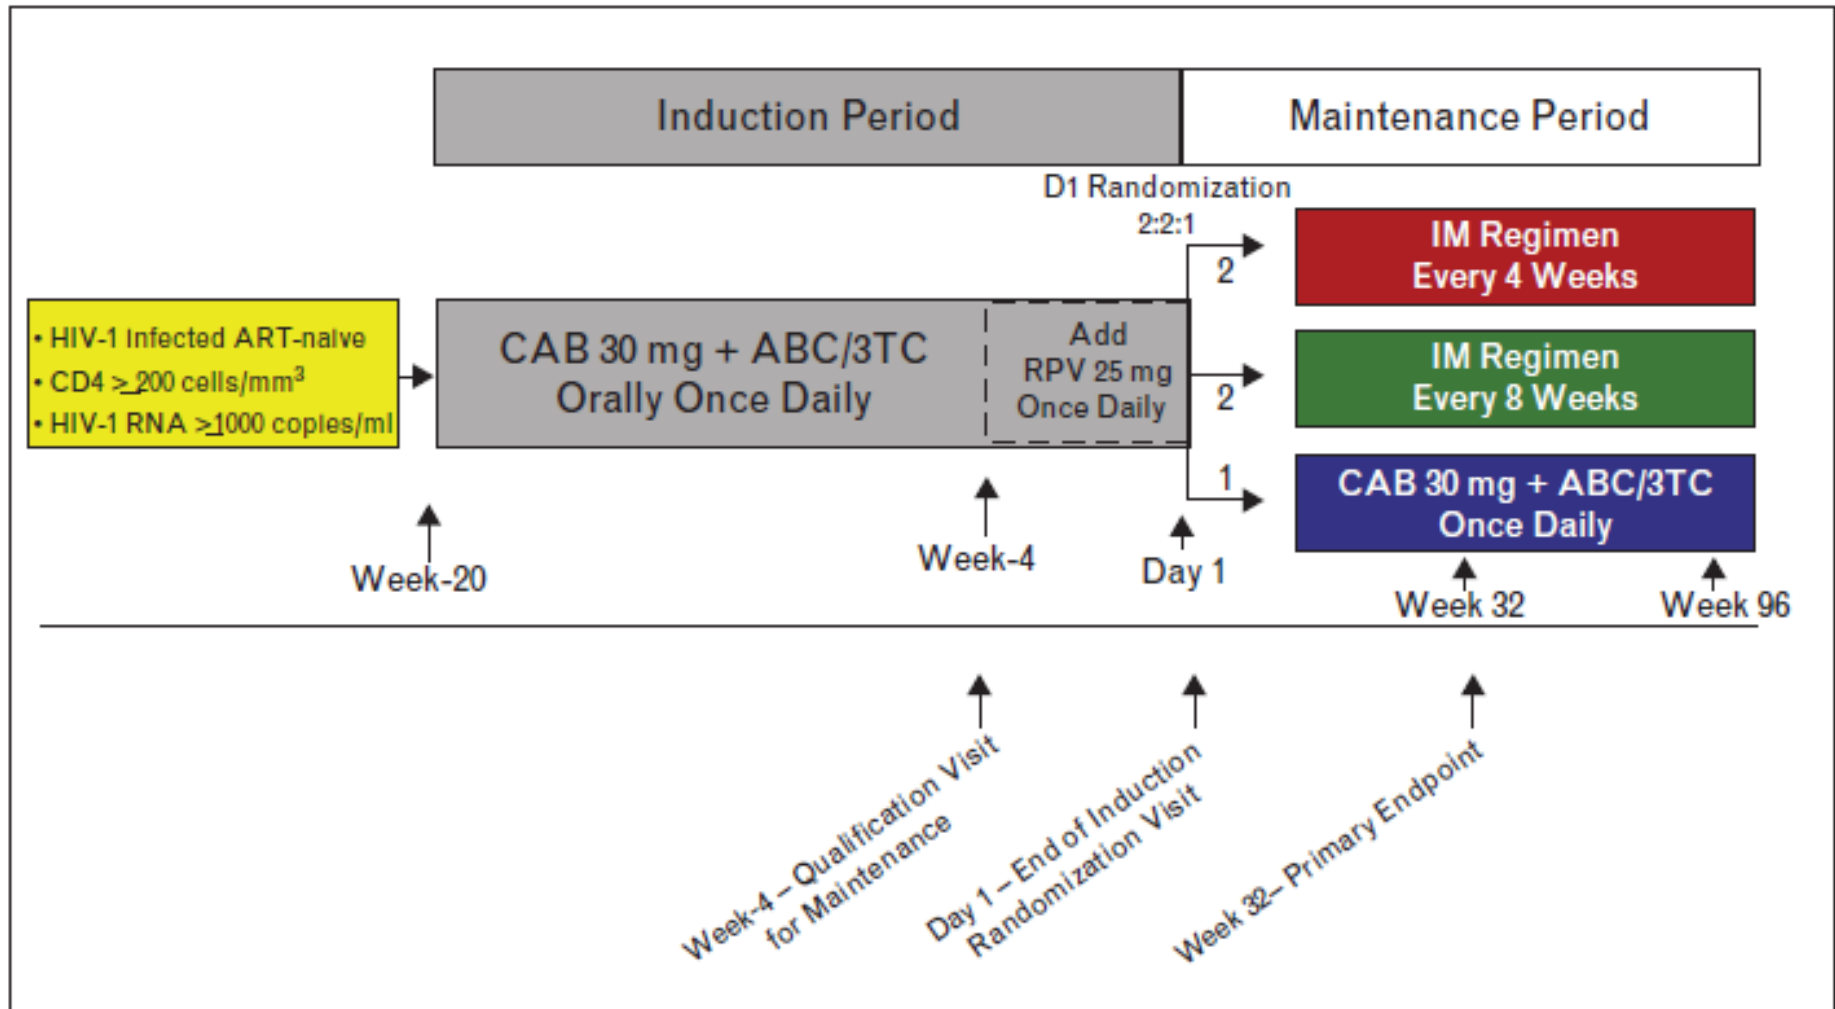 Induction Period
Maintenance Period
D1 Randomization
2:2:1
2
IM Regimen
Every 4 Weeks
• HIV-1 Infected ART-naive
• CD4 ≥ 200 cells/mm³
• HIV-1 RNA ≥1000 copies/ml
CAB 30 mg + ABC/3TC
Orally Once Daily
Add
RPV 25 mg
Once Daily
2
IM Regimen
Every 8 Weeks
1
CAB 30 mg + ABC/3TC
Once Daily
Week-20
Week-4
Day 1
Week 32
Week 96
Week-4 – Qualification Visit
for Maintenance
Day 1 – End of Induction
Randomization Visit
Week 32– Primary Endpoint